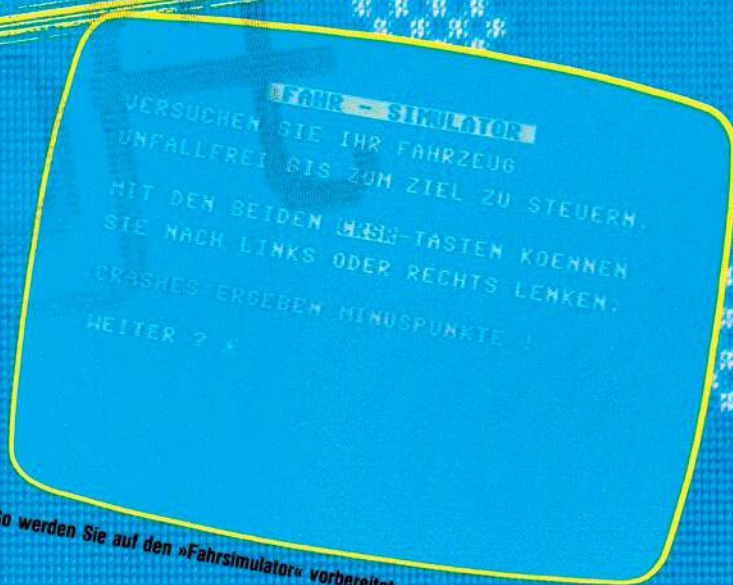 FAHR - SIMULATOR
VERSUCHEN SIE IHR FAHRZEUG
UNFALLFREI BIS ZUM ZIEL ZU STEUERN.
MIT DEN BEIDEN CRSR-TASTEN KOENNEN
SIE NACH LINKS ODER RECHTS LENKEN.
CRASHES ERGEBEN MINUSPUNKTE !
WEITER ?
So werden Sie auf den »Fahrsimulator« vorbereitet